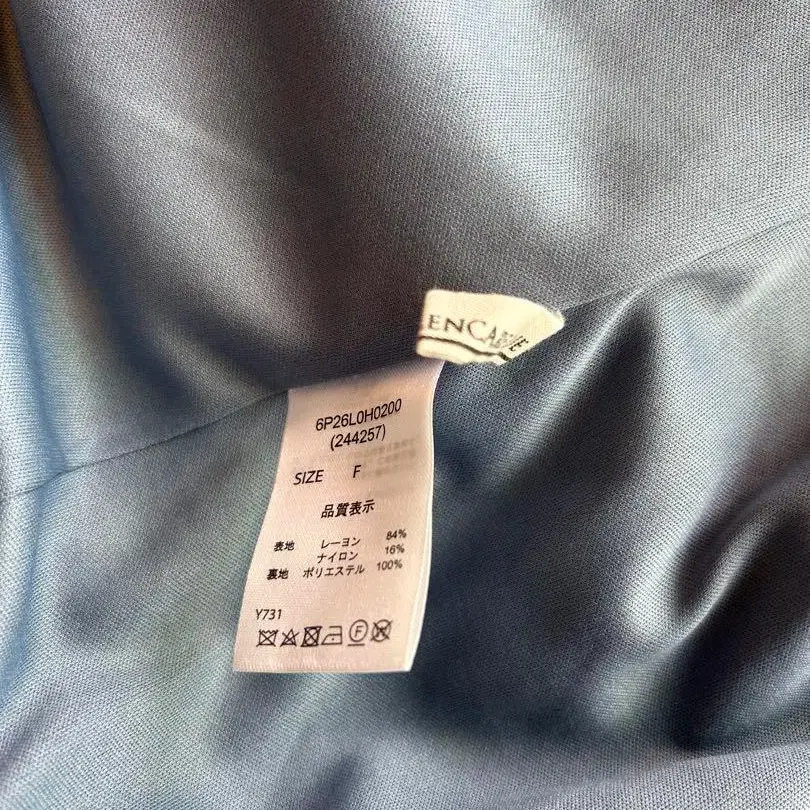 ENCA
6P26L0H0200
(244257)
SIZE F
品質表示
表地 レーヨン 84%
ナイロン 16%
裏地 ポリエステル 100%
Y731